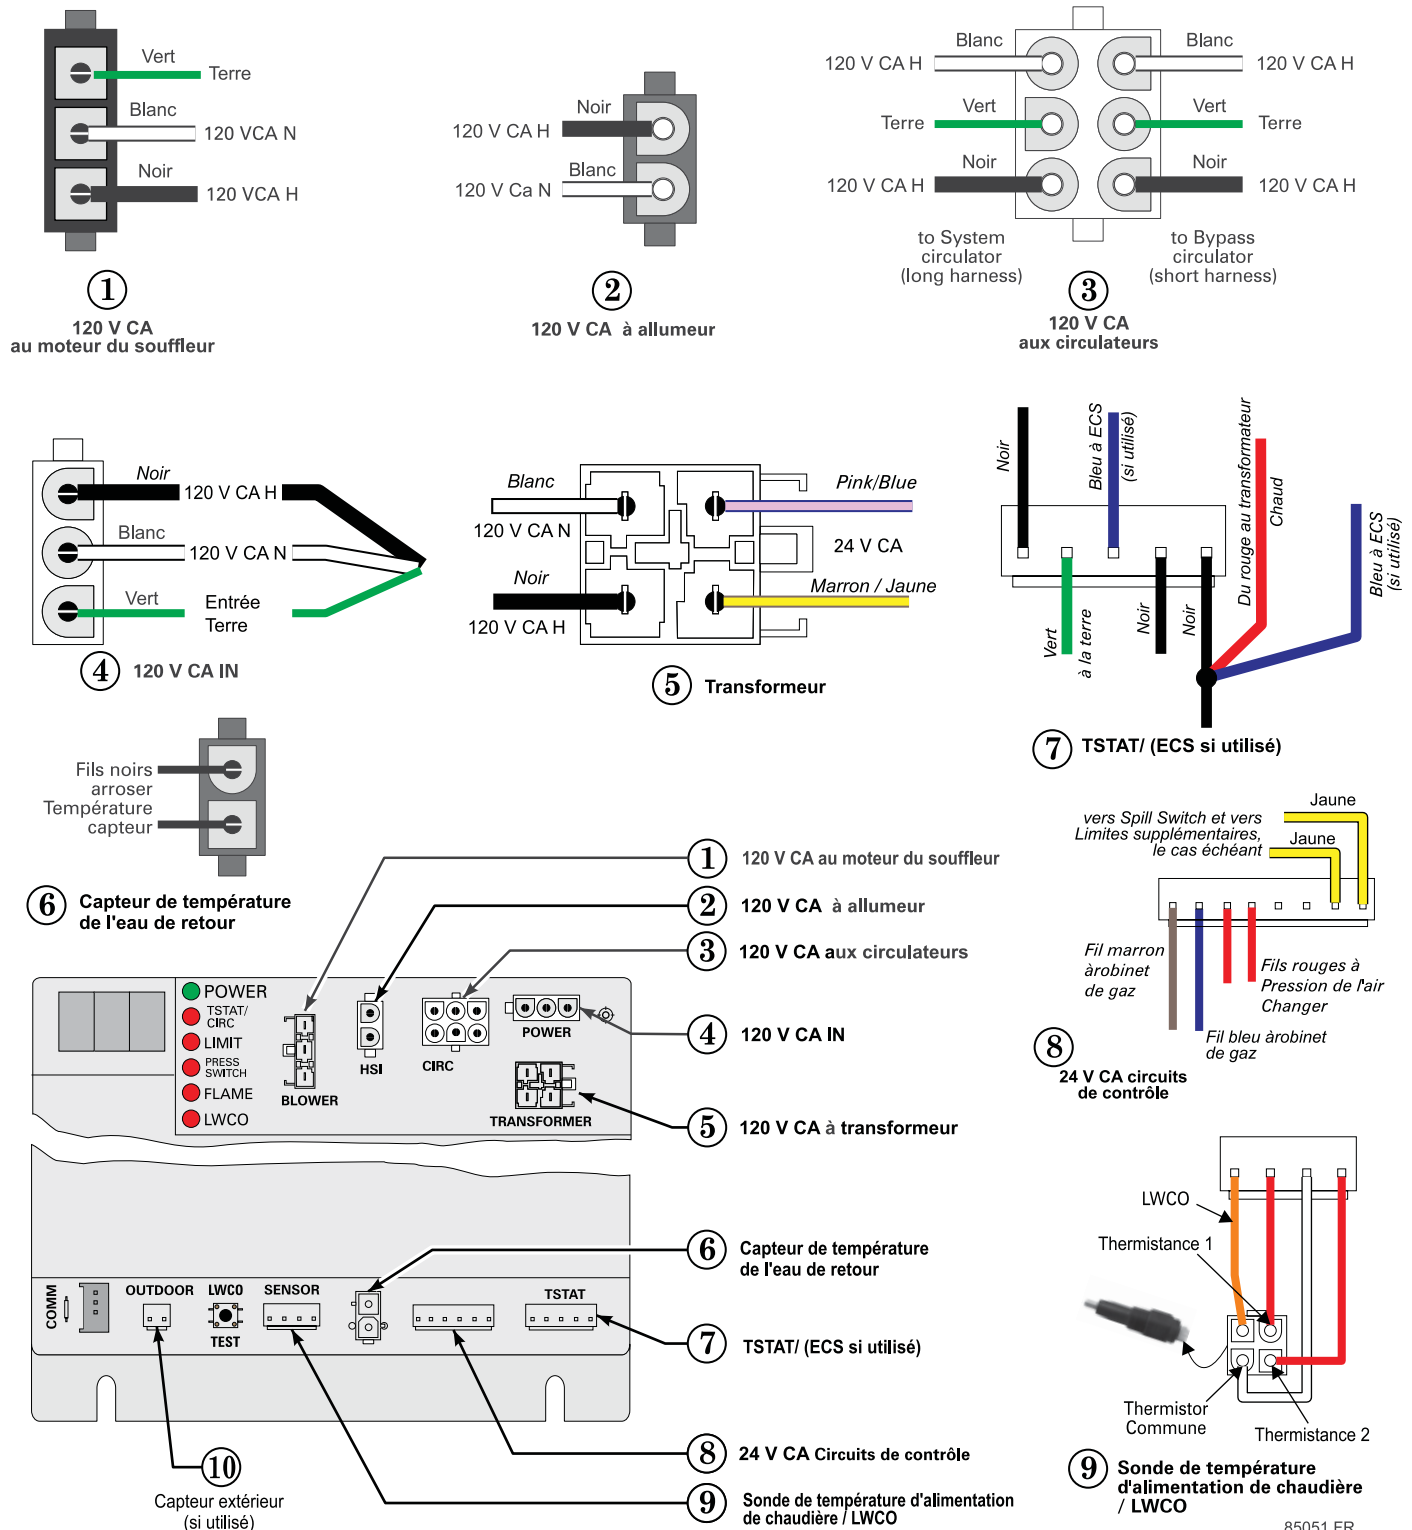 Vert
Terre
Blanc
120 VCA N
Noir
120 VCA H
1
120 V CA
au moteur du souffleur
Noir
120 V CA H
Blanc
120 V Ca N
2
120 V CA à allumeur
Blanc
120 V CA H
Vert
Terre
Noir
120 V CA H
Blanc
120 V CA H
Vert
Terre
Noir
120 V CA H
to System
circulator
(long harness)
to Bypass
circulator
(short harness)
3
120 V CA
aux circulateurs
Noir
120 V CA H
Blanc
120 V CA N
Vert
Entrée
Terre
4
120 V CA IN
Blanc
120 V CA N
Noir
120 V CA H
Pink/Blue
24 V CA
Marron / Jaune
5
Transformeur
Noir
Bleu à ECS
(si utilisé)
Du rouge au transformateur
Chaud
Bleu à ECS
(si utilisé)
Vert
à la terre
Noir
Noir
7
TSTAT/ (ECS si utilisé)
Fils noirs
arroser
Température
capteur
6
Capteur de température
de l'eau de retour
Jaune
vers Spill Switch et vers
Limites supplémentaires,
le cas échéant
Jaune
Fil marron
àrobinet
de gaz
Fils rouges à
Pression de l'air
Changer
Fil bleu àrobinet
de gaz
8
24 V CA circuits
de contrôle
1
120 V CA au moteur du souffleur
2
120 V CA à allumeur
3
120 V CA aux circulateurs
4
120 V CA IN
5
120 V CA à transformeur
POWER
TSTAT/
CIRC
LIMIT
PRESS
SWITCH
FLAME
LWCO
BLOWER
HSI
CIRC
POWER
TRANSFORMER
6
Capteur de température
de l'eau de retour
7
TSTAT/ (ECS si utilisé)
8
24 V CA Circuits de contrôle
9
Sonde de température d'alimentation
de chaudière / LWCO
COMM
OUTDOOR
LWCO
TEST
SENSOR
TSTAT
10
Capteur extérieur
(si utilisé)
LWCO
Thermistance 1
Thermistor
Commune
Thermistance 2
9
Sonde de température
d'alimentation de chaudière
/ LWCO
85051 FR